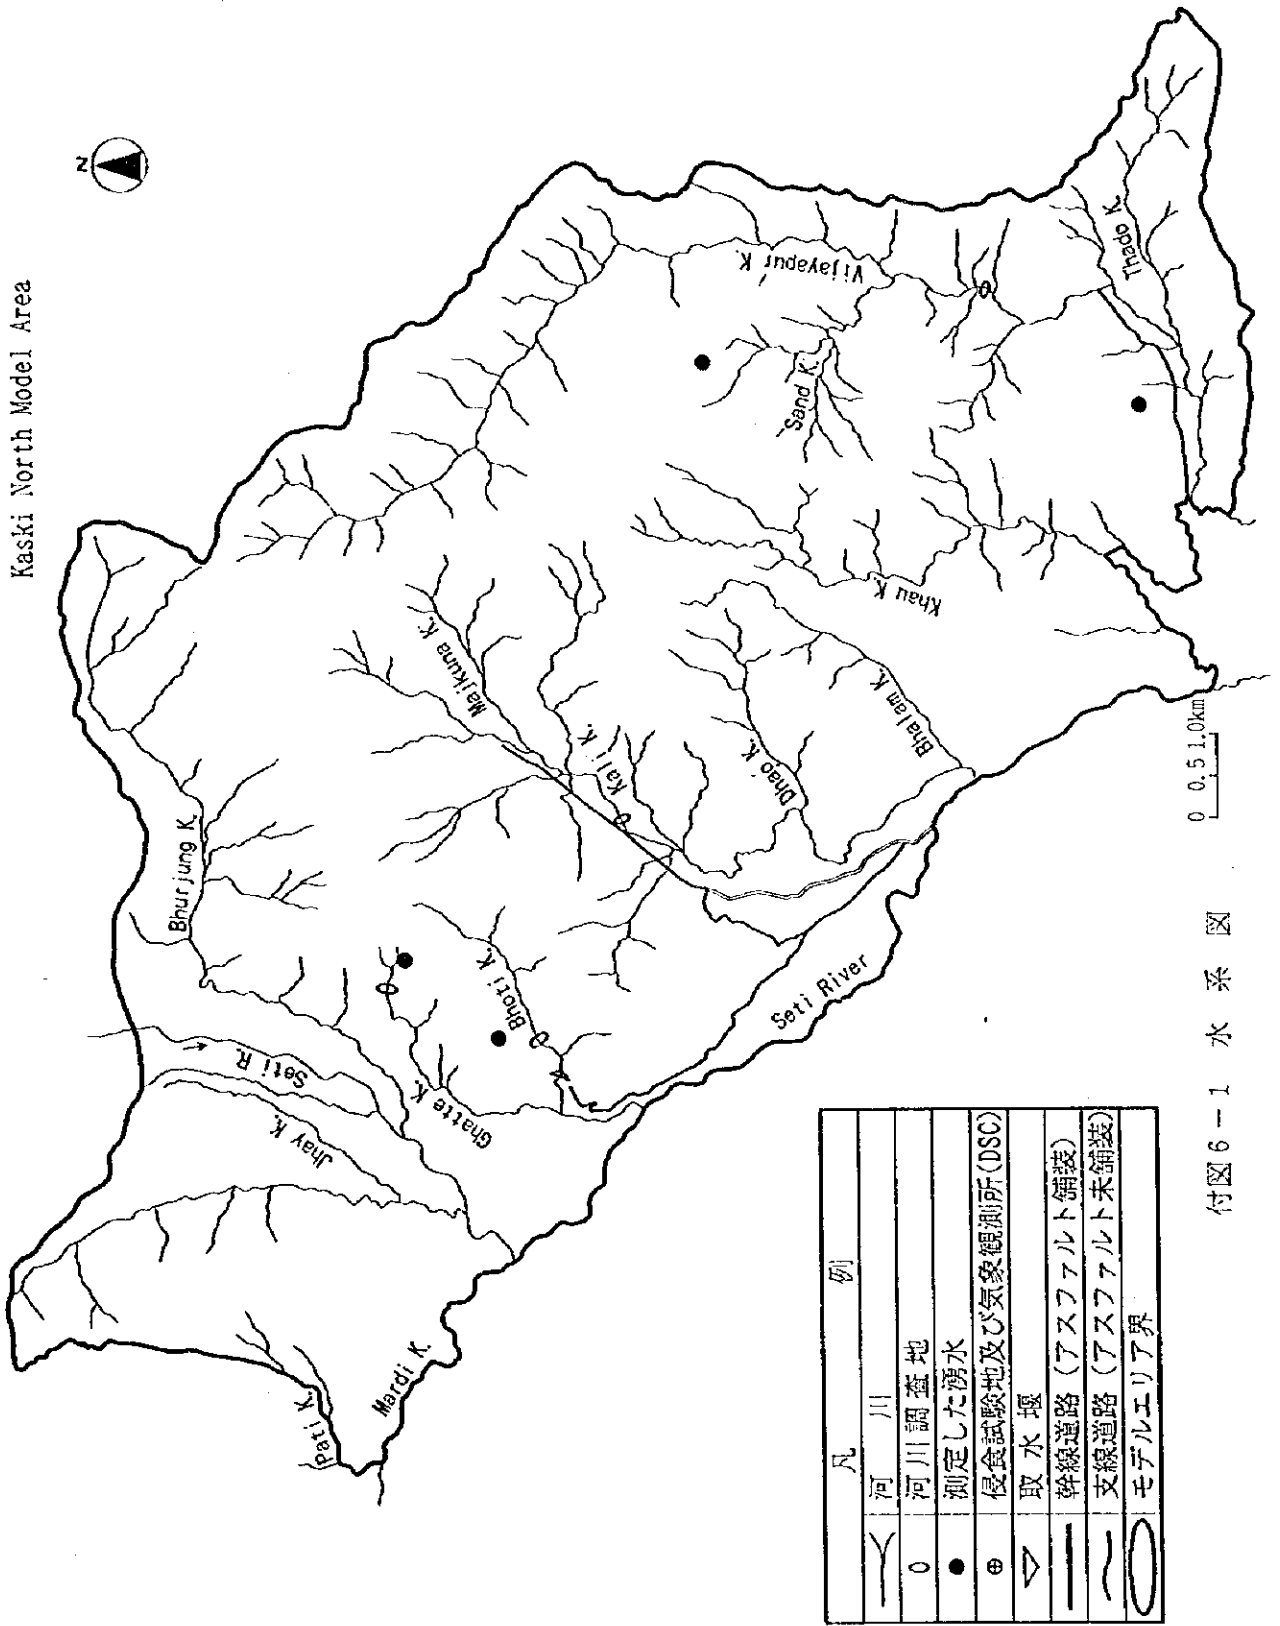 Kaski North Model Area
N
Pati K.
Mardi K.
Jhay K.
Seti R.
Ghatte K.
Bhurjung K.
Bhoti K.
Seti River
Majkuna K.
Kali K.
Dhao K.
Bhalam K.
Khau K.
Sand K.
Vijayapur K.
Thado K.
0 0.5 1.0km
凡例
河川
河川調査地
測定した湧水
侵食試験地及び気象観測所(DSC)
取水堰
幹線道路(アスファルト舗装)
支線道路(アスファルト未舗装)
モデルエリア界
付図6-1 水系図